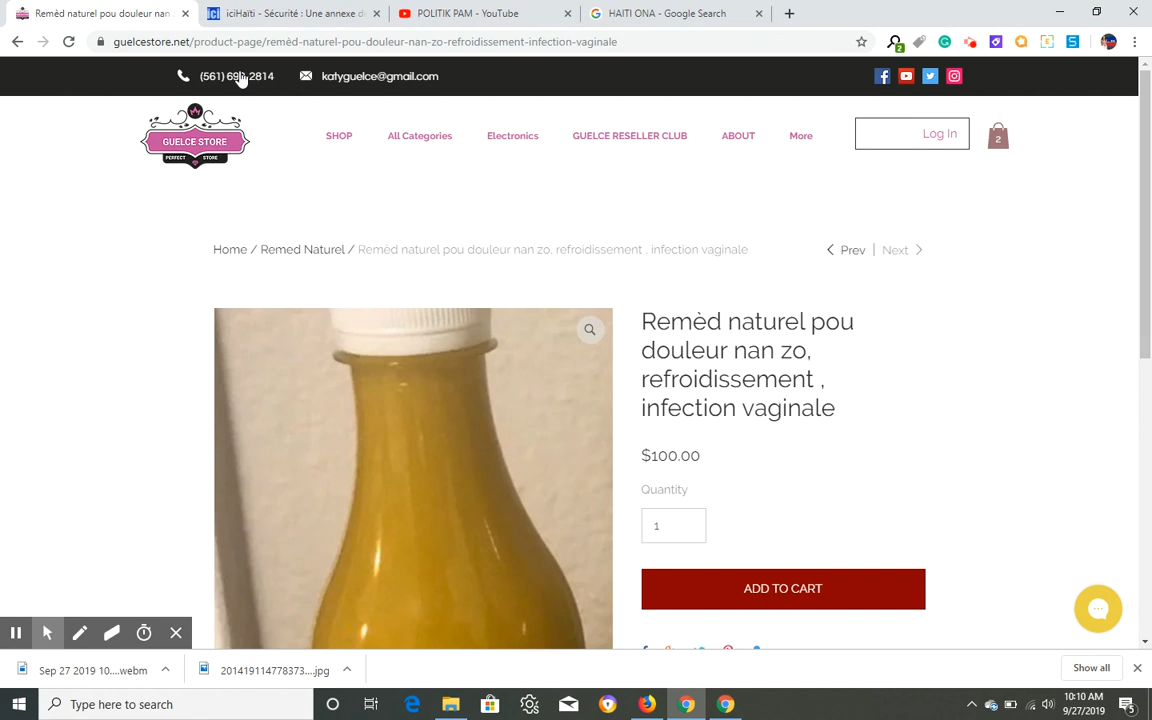 Remèd naturel pou douleur nan zo
iciHaïti - Sécurité : Une annexe d
POLITIK PAM - YouTube
HAITI ONA - Google Search
guelcestore.net/product-page/remèd-naturel-pou-douleur-nan-zo-refroidissement-infection-vaginale
2
katyguelce@gmail.com
GUELCE STORE
PERFECT STORE
SHOP
All Categories
Electronics
GUELCE RESELLER CLUB
ABOUT
More
Log In
2
Home / Remed Naturel / Remèd naturel pou douleur nan zo, refroidissement , infection vaginale
Prev | Next
Remèd naturel pou
douleur nan zo,
refroidissement ,
infection vaginale
$100.00
Quantity
1
ADD TO CART
Sep 27 2019 10....webm
201419114778373....jpg
Show all
Type here to search
10:10 AM
9/27/2019
5